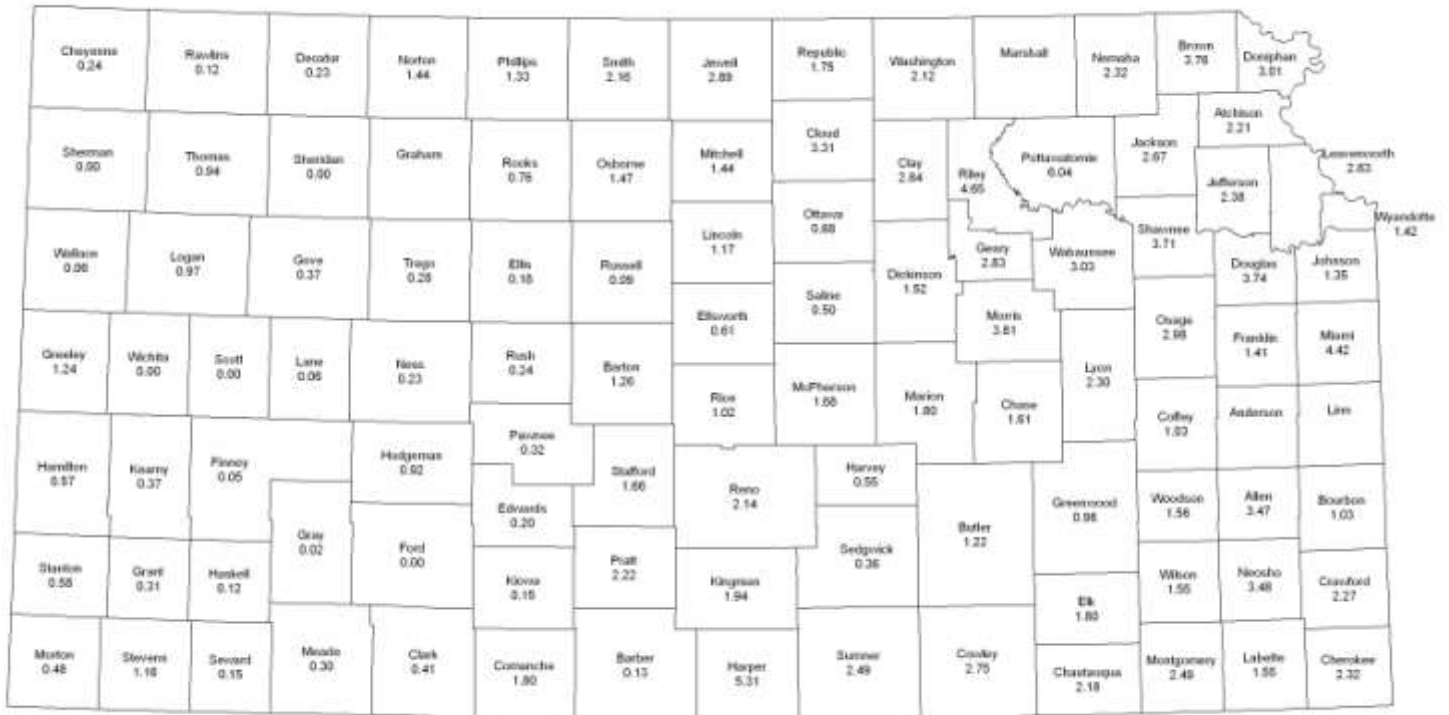 Cheyenne
0.24
Rawlins
0.12
Decatur
0.23
Norton
1.44
Phillips
1.33
Smith
2.16
Jewell
2.89
Republic
1.75
Washington
2.12
Marshall
Nemaha
2.32
Brown
3.76
Doniphan
3.01
Atchison
2.21
Sherman
0.90
Thomas
0.94
Sheridan
0.00
Graham
Rooks
0.76
Osborne
1.47
Mitchell
1.44
Cloud
3.31
Clay
2.84
Riley
4.65
Pottawatomie
6.04
Jackson
2.67
Jefferson
2.38
Leavenworth
2.63
Wyandotte
1.42
Wallace
Logan
0.97
Gove
0.37
Trego
0.28
Ellis
0.18
Russell
0.09
Lincoln
1.17
Ottawa
0.68
Dickinson
1.52
Geary
2.83
Wabaunsee
3.03
Shawnee
3.71
Douglas
3.74
Johnson
1.35
Ellsworth
0.61
Saline
0.50
Morris
3.61
Osage
Franklin
1.41
Miami
4.42
Greeley
1.24
Wichita
0.00
Scott
0.00
Lane
0.06
Ness
0.23
Rush
0.24
Barton
1.26
Rice
1.02
McPherson
1.68
Marion
1.80
Chase
1.61
Lyon
2.30
Coffey
Anderson
Linn
Hamilton
0.57
Kearny
0.37
Finney
0.05
Hodgeman
0.92
Pawnee
0.32
Stafford
1.66
Reno
2.14
Harvey
0.55
Butler
1.22
Greenwood
0.98
Woodson
1.56
Allen
3.47
Bourbon
1.03
Edwards
0.20
Gray
0.02
Ford
0.00
Kiowa
0.15
Pratt
2.22
Kingman
1.94
Sedgwick
0.36
Stanton
0.58
Grant
0.31
Haskell
0.12
Elk
1.80
Wilson
1.55
Neosho
3.48
Crawford
2.27
Morton
0.48
Stevens
1.16
Seward
0.15
Meade
0.30
Clark
0.41
Comanche
1.80
Barber
0.13
Harper
5.31
Sumner
2.49
Cowley
2.75
Chautauqua
2.18
Montgomery
2.49
Labette
1.55
Cherokee
2.32